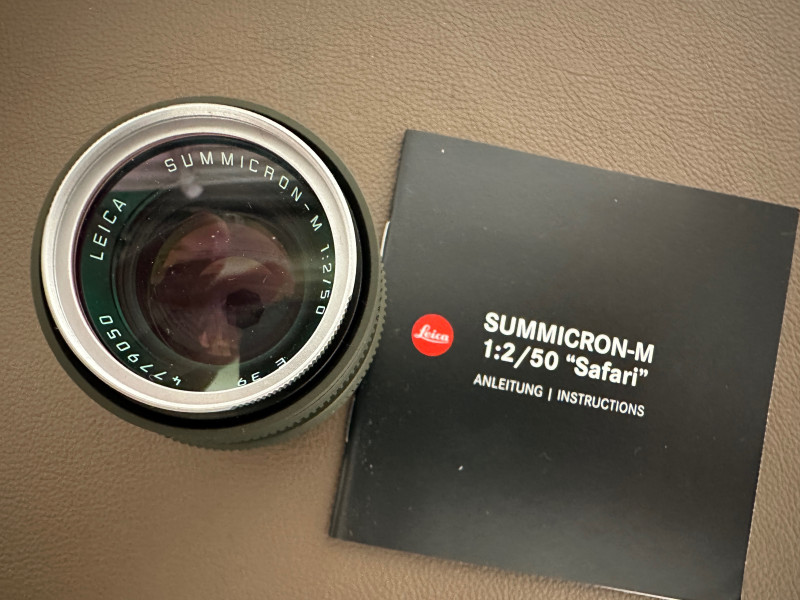 LEICA SUMMICRON-M 1:2/50 E 39 4779050
Leica
SUMMICRON-M
1:2/50 “Safari”
ANLEITUNG | INSTRUCTIONS